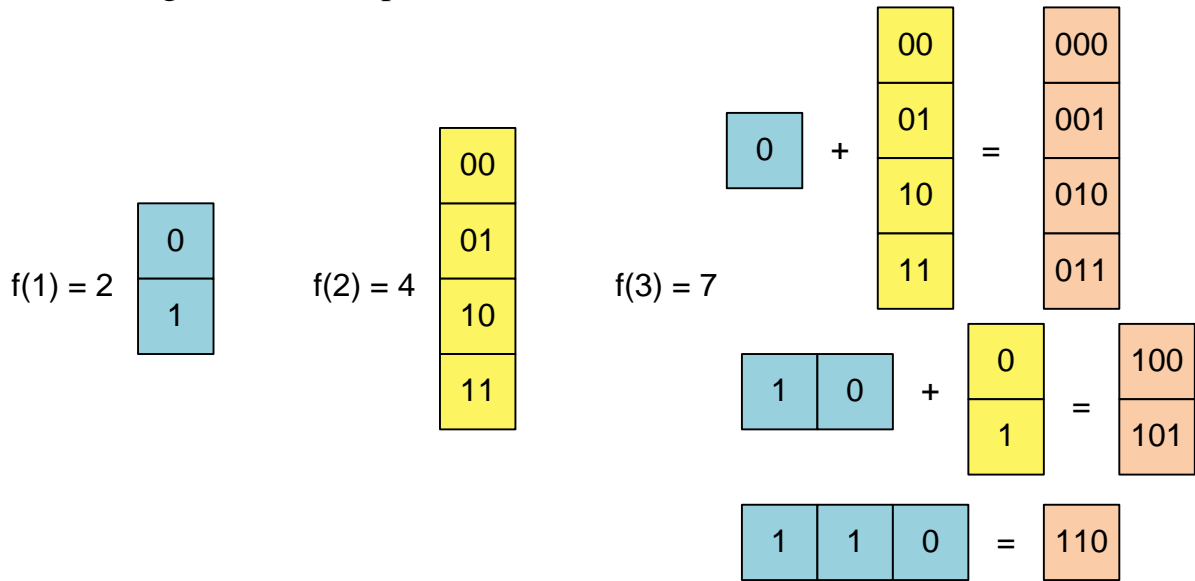 f(1) = 2
0
1
f(2) = 4
00
01
10
11
f(3) = 7
0 + 00 01 10 11 = 000 001 010 011
1 0 + 0 1 = 100 101
1 1 0 = 110